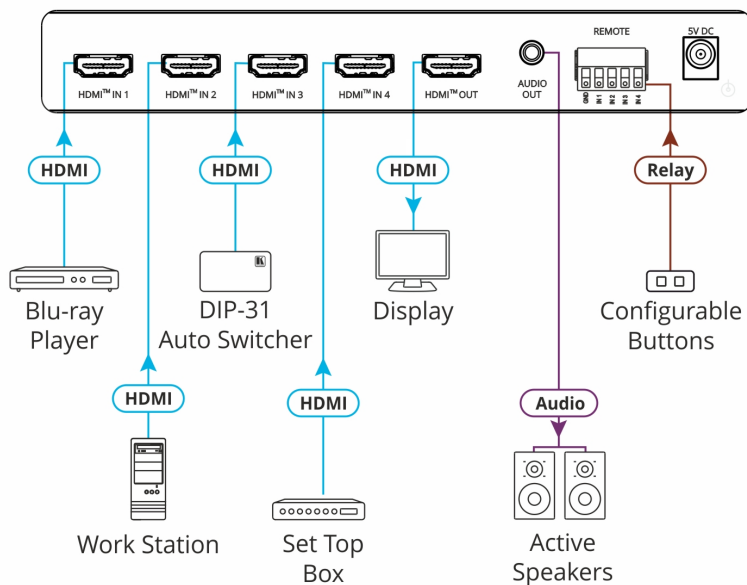 REMOTE
5V DC
HDMI™ IN 1
HDMI™ IN 2
HDMI™ IN 3
HDMI™ IN 4
HDMI™ OUT
AUDIO
OUT
GND
IN 1
IN 2
IN 3
IN 4
HDMI
HDMI
HDMI
Relay
Blu-ray
Player
K
DIP-31
Auto Switcher
Display
Configurable
Buttons
HDMI
HDMI
Audio
Work Station
Set Top
Box
Active
Speakers